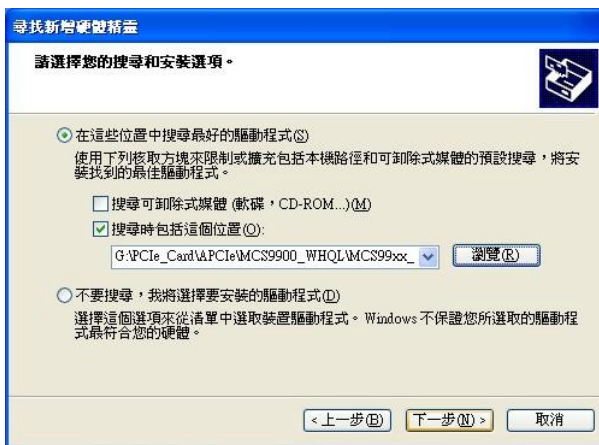 尋找新增硬體精靈
請選擇您的搜尋和安裝選項。
在這些位置中搜尋最好的驅動程式(S)
使用下列核取方塊來限制或擴充包括本機路徑和可卸除式媒體的預設搜尋，將安
裝找到的最佳驅動程式。
搜尋可卸除式媒體 (軟碟，CD-ROM...)(M)
搜尋時包括這個位置(O):
G:\PCIe_Card\APCIe\MCS9900_WHQL\MCS99xx_
瀏覽(R)
不要搜尋，我將選擇要安裝的驅動程式(D)
選擇這個選項來從清單中選取裝置驅動程式。Windows 不保證您所選取的驅動程
式最符合您的硬體。
<上一步(B) 下一步(N)> 取消